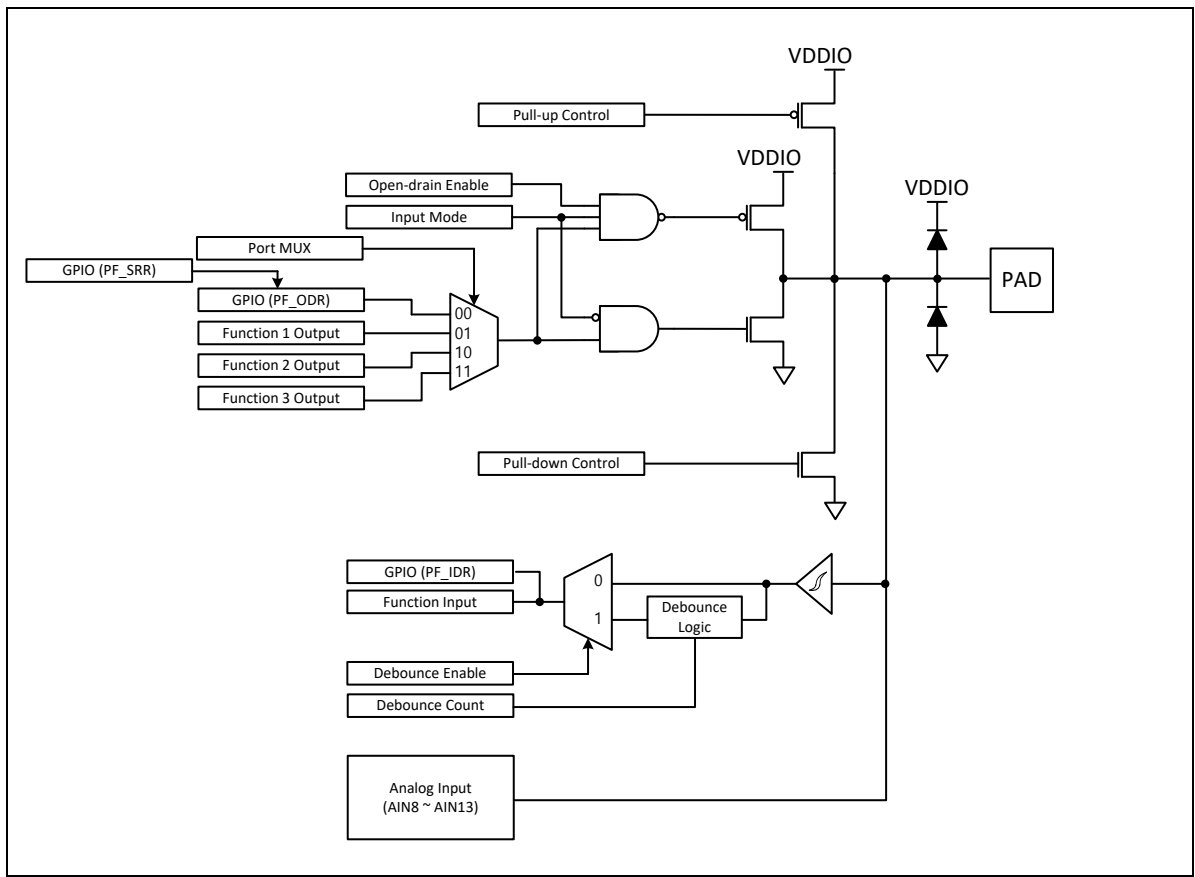 VDDIO
Pull-up Control
VDDIO
Open-drain Enable
VDDIO
Input Mode
Port MUX
GPIO (PF_SRR)
PAD
GPIO (PF_ODR)
00
Function 1 Output
01
Function 2 Output
10
Function 3 Output
11
Pull-down Control
GPIO (PF_IDR)
0
Function Input
1
Debounce
Logic
Debounce Enable
Debounce Count
Analog Input
(AIN8 ~ AIN13)